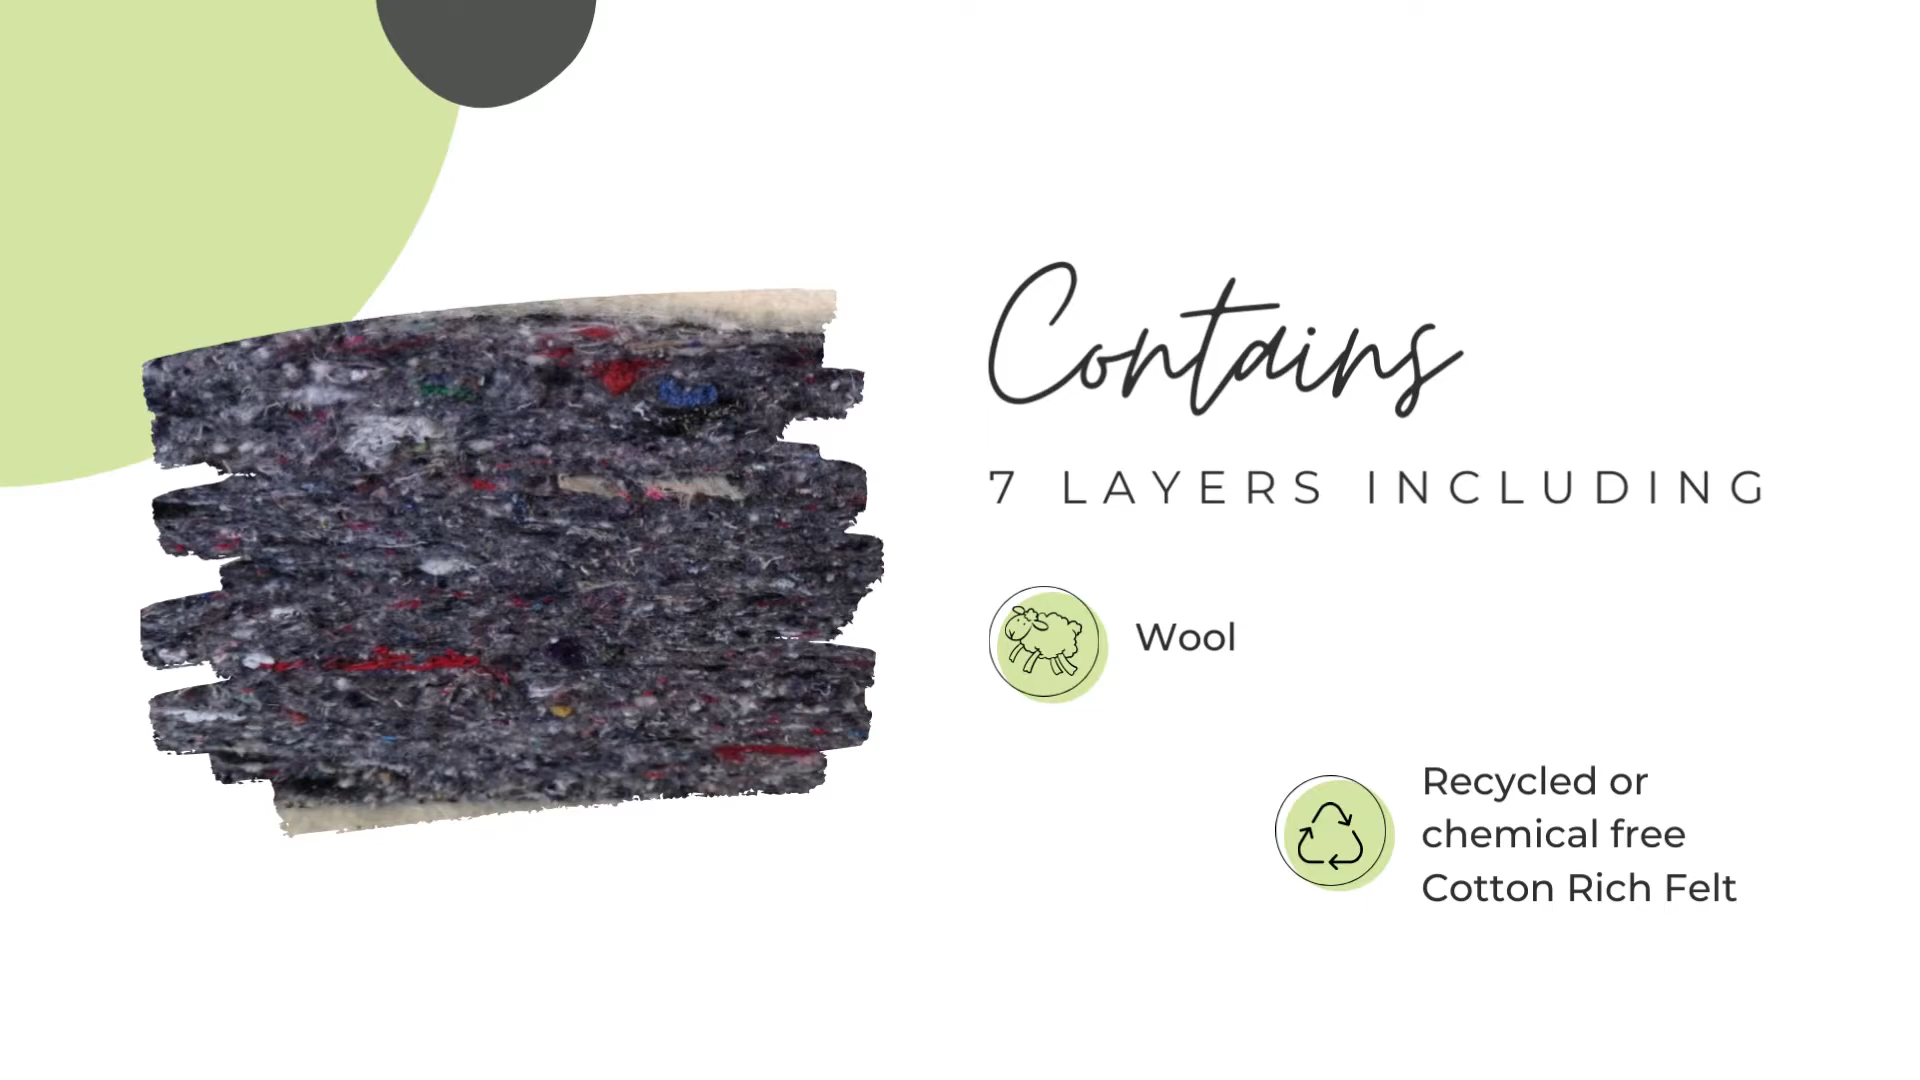 Contains
7 LAYERS INCLUDING
Wool
Recycled or
chemical free
Cotton Rich Felt